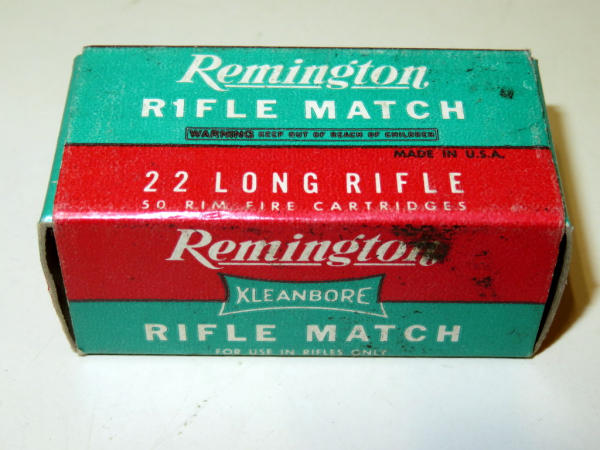 Remington
RIFLE MATCH
WARNING KEEP OUT OF REACH OF CHILDREN
MADE IN U.S.A.
22 LONG RIFLE
50 RIM FIRE CARTRIDGES
Remington
KLEANBORE
RIFLE MATCH
FOR USE IN RIFLES ONLY